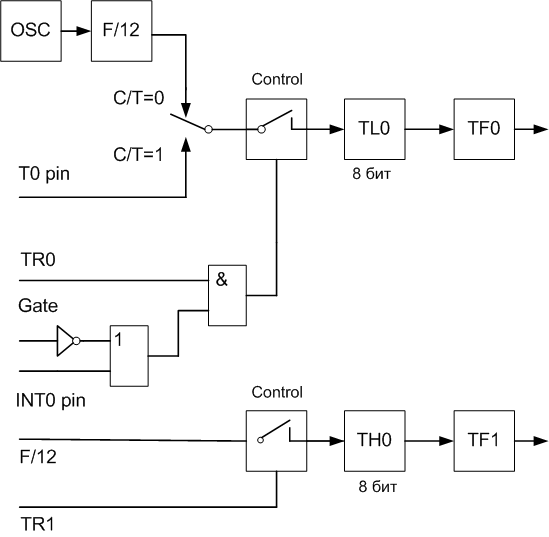 OSC
F/12
Control
C/T=0
TL0
TF0
C/T=1
8 бит
T0 pin
TR0
&
Gate
1
INT0 pin
Control
F/12
TH0
TF1
8 бит
TR1